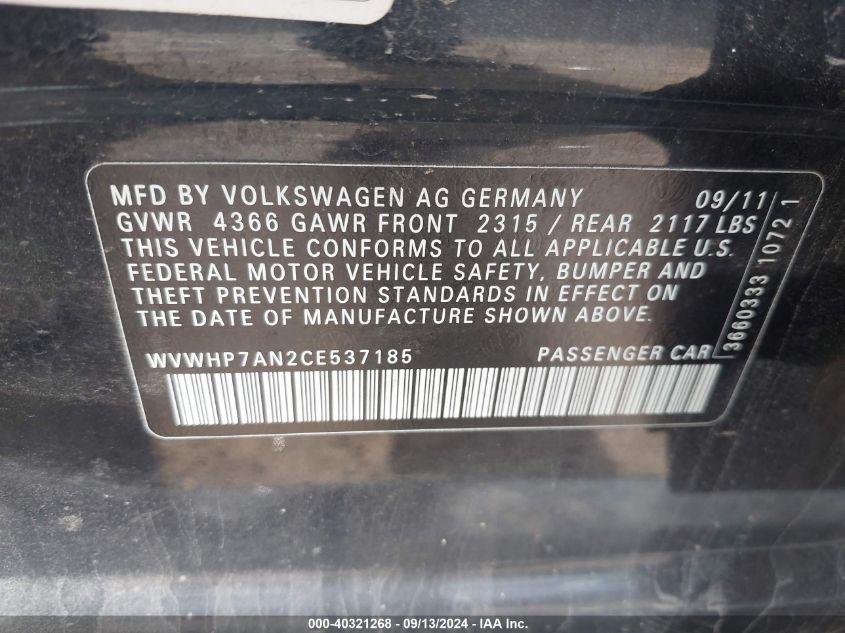 MFD BY VOLKSWAGEN AG GERMANY 09/11
GVWR 4366 GAWR FRONT 2315 / REAR 2117 LBS
THIS VEHICLE CONFORMS TO ALL APPLICABLE U.S.
FEDERAL MOTOR VEHICLE SAFETY, BUMPER AND
THEFT PREVENTION STANDARDS IN EFFECT ON
THE DATE OF MANUFACTURE SHOWN ABOVE.
WVWHP7AN2CE537185 PASSENGER CAR
3660333 1072 1
000-40321268 - 09/13/2024 - IAA Inc.